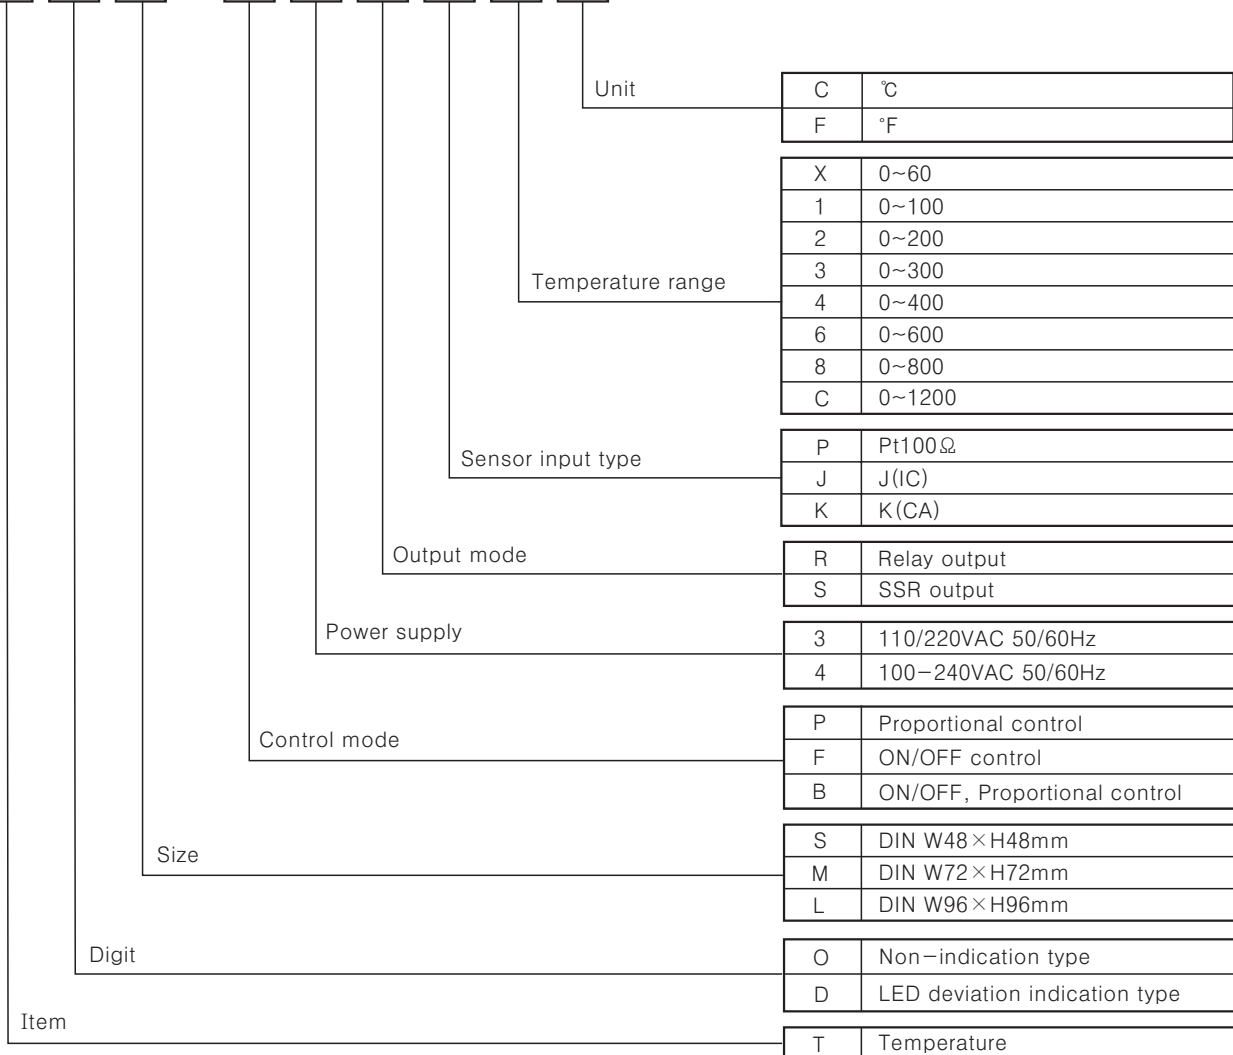 Unit
C ℃
F °F
Temperature range
X 0~60
1 0~100
2 0~200
3 0~300
4 0~400
6 0~600
8 0~800
C 0~1200
Sensor input type
P Pt100Ω
J J(IC)
K K(CA)
Output mode
R Relay output
S SSR output
Power supply
3 110/220VAC 50/60Hz
4 100-240VAC 50/60Hz
Control mode
P Proportional control
F ON/OFF control
B ON/OFF, Proportional control
Size
S DIN W48×H48mm
M DIN W72×H72mm
L DIN W96×H96mm
Digit
O Non-indication type
D LED deviation indication type
Item
T Temperature